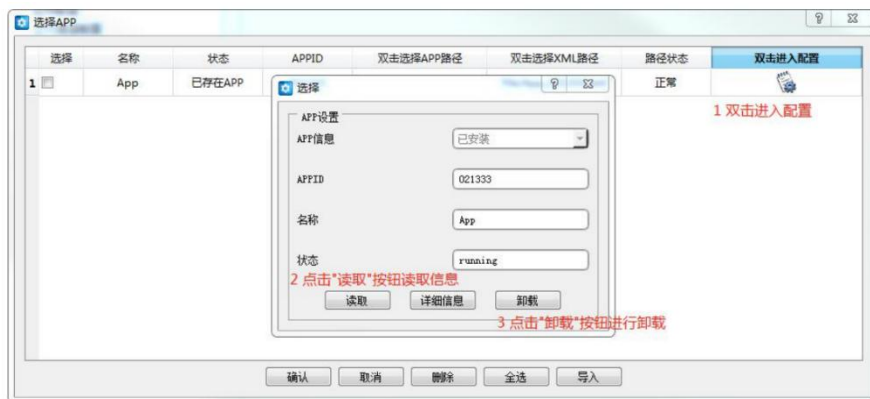 选择APP
选择 名称 状态 APPID 双击选择APP路径 双击选择XML路径 路径状态 双击进入配置
1 App 已存在APP 正常
1 双击进入配置
选择
APP设置
APP信息 已安装
APPID 021333
名称 App
状态 running
2 点击"读取"按钮读取信息
读取 详细信息 卸载
3 点击"卸载"按钮进行卸载
确认 取消 删除 全选 导入